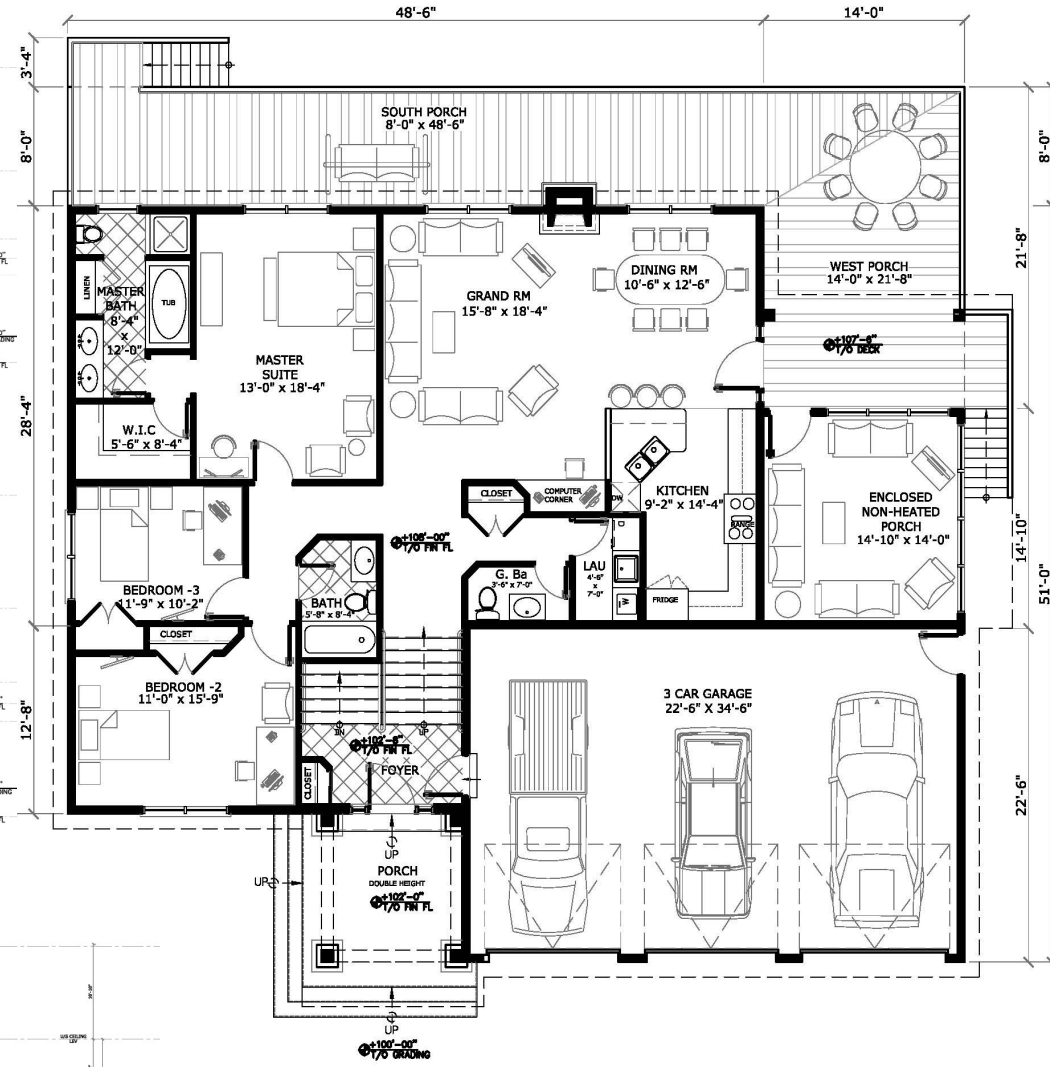 48'-6"
14'-0"
3'-4"
8'-0"
28'-4"
12'-8"
8'-0"
21'-8"
14'-10"
51'-0"
22'-6"
SOUTH PORCH
8'-0" x 48'-6"
WEST PORCH
14'-0" x 21'-8"
+107'-6"
T/O DECK
LINEN
MASTER
BATH
8'-4"
x
12'-0"
TUB
MASTER
SUITE
13'-0" x 18'-4"
GRAND RM
15'-8" x 18'-4"
DINING RM
10'-6" x 12'-6"
W.I.C
5'-6" x 8'-4"
CLOSET
COMPUTER
CORNER
DW
KITCHEN
9'-2" x 14'-4"
RANGE
FRIDGE
ENCLOSED
NON-HEATED
PORCH
14'-10" x 14'-0"
+108'-00"
T/O FIN FL
G. Ba
3'-6" x 7'-0"
LAU
4'-6"
x
7'-0"
W
BEDROOM -3
11'-9" x 10'-2"
BATH
5'-8" x 8'-4"
CLOSET
BEDROOM -2
11'-0" x 15'-9"
DN
UP
+102'-6"
T/O FIN FL
FOYER
CLOSET
3 CAR GARAGE
22'-6" X 34'-6"
UP
UP
PORCH
DOUBLE HEIGHT
+102'-0"
T/O FIN FL
UP
+100'-00"
T/O GRADING
U/S CEILING
LEV